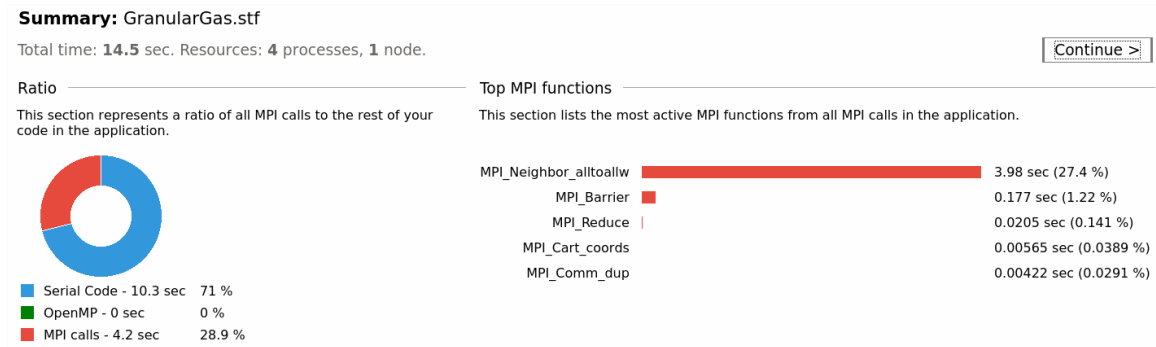 Summary: GranularGas.stf
Total time: 14.5 sec. Resources: 4 processes, 1 node.
Continue >
Ratio
This section represents a ratio of all MPI calls to the rest of your
code in the application.
Serial Code - 10.3 sec 71 %
OpenMP - 0 sec 0 %
MPI calls - 4.2 sec 28.9 %
Top MPI functions
This section lists the most active MPI functions from all MPI calls in the application.
MPI_Neighbor_alltoallw 3.98 sec (27.4 %)
MPI_Barrier 0.177 sec (1.22 %)
MPI_Reduce 0.0205 sec (0.141 %)
MPI_Cart_coords 0.00565 sec (0.0389 %)
MPI_Comm_dup 0.00422 sec (0.0291 %)